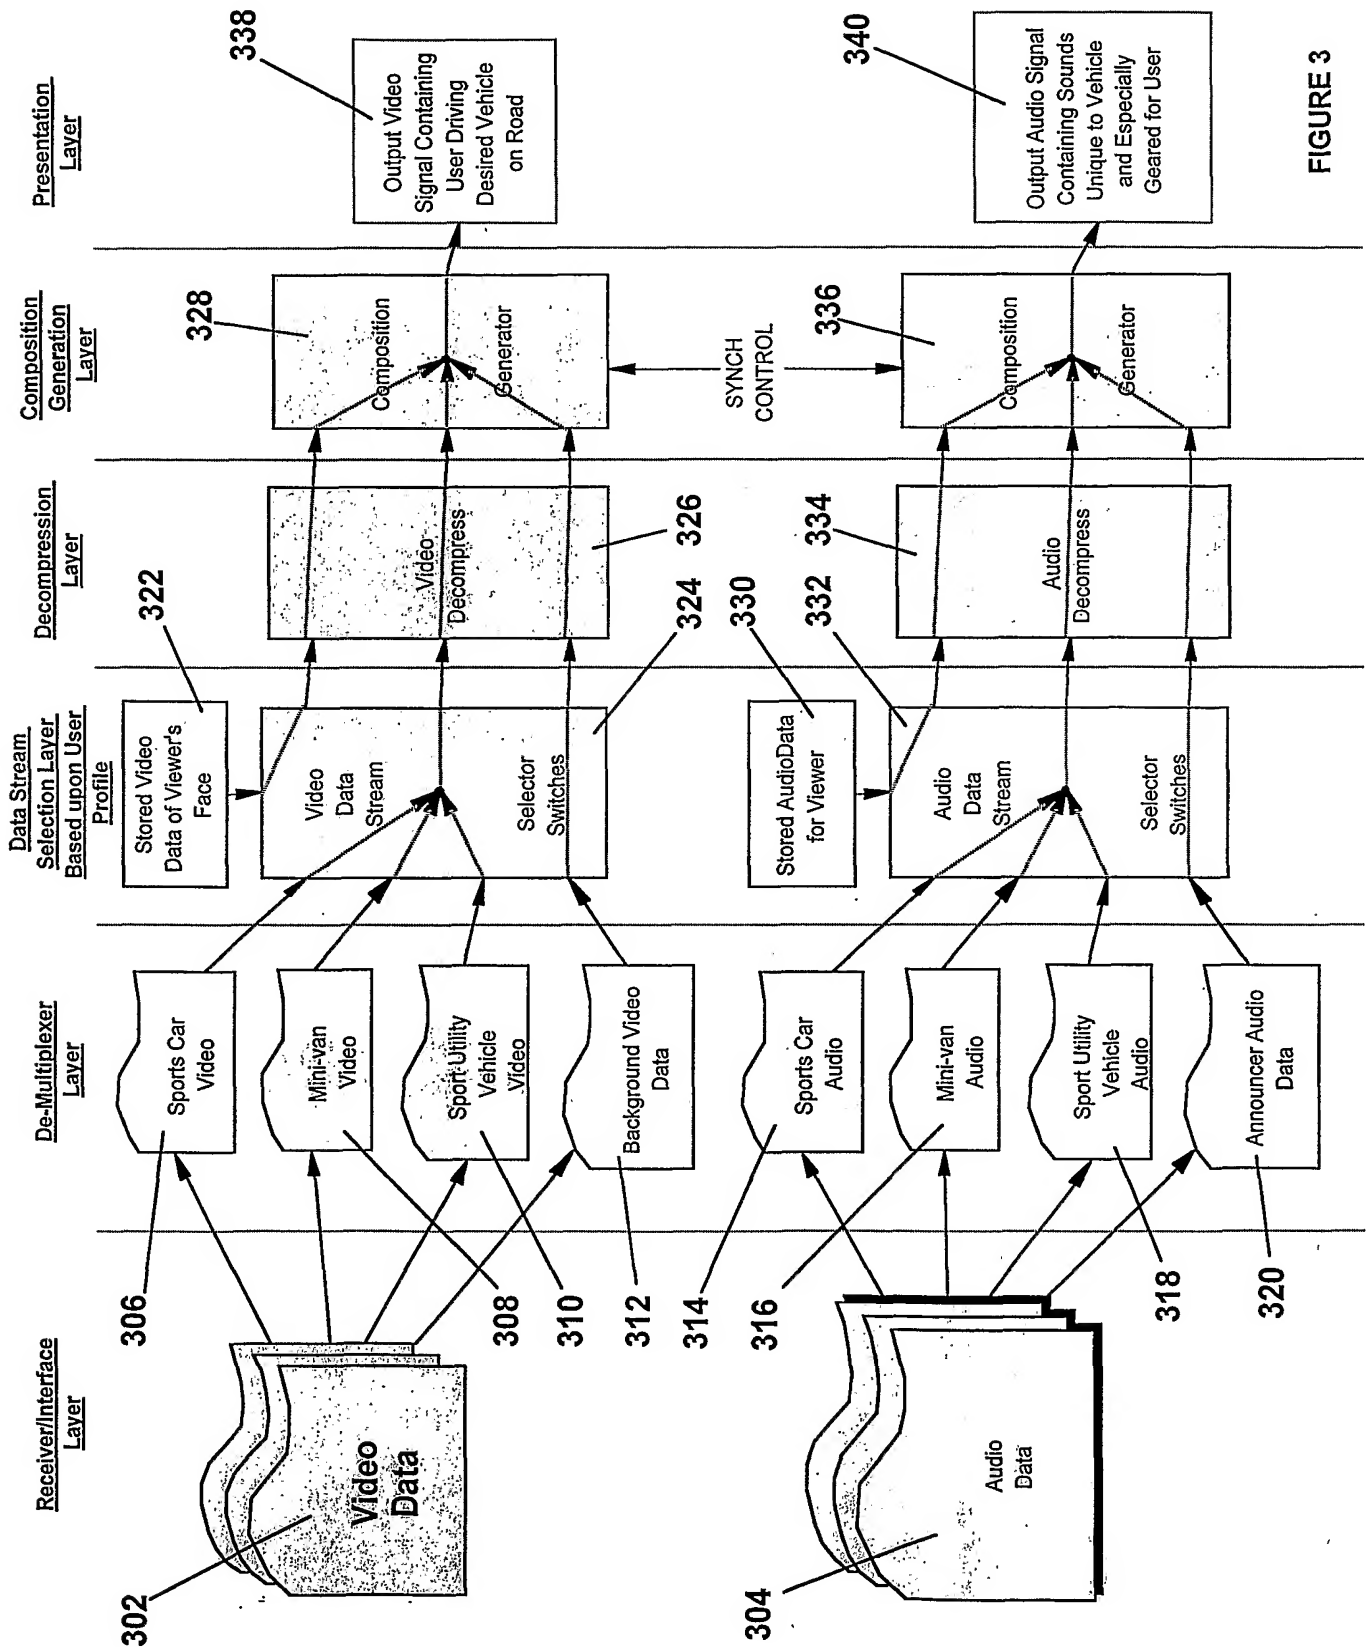 Receiver/Interface
Layer
De-Multiplexer
Layer
Data Stream
Selection Layer
Based upon User
Profile
Decompression
Layer
Composition
Generation
Layer
Presentation
Layer
302
Video
Data
304
Audio
Data
306
308
310
312
314
316
318
320
Sports Car
Video
Mini-van
Video
Sport Utility
Vehicle
Video
Background Video
Data
Sports Car
Audio
Mini-van
Audio
Sport Utility
Vehicle
Audio
Announcer Audio
Data
Stored Video
Data of Viewer's
Face
322
Video
Data
Stream
Selector
Switches
324
Stored AudioData
for Viewer
330
332
Audio
Data
Stream
Selector
Switches
Video
Decompress
326
334
Audio
Decompress
328
Composition
Generator
SYNCH
CONTROL
336
Composition
Generator
338
Output Video
Signal Containing
User Driving
Desired Vehicle
on Road
340
Output Audio Signal
Containing Sounds
Unique to Vehicle
and Especially
Geared for User
FIGURE 3